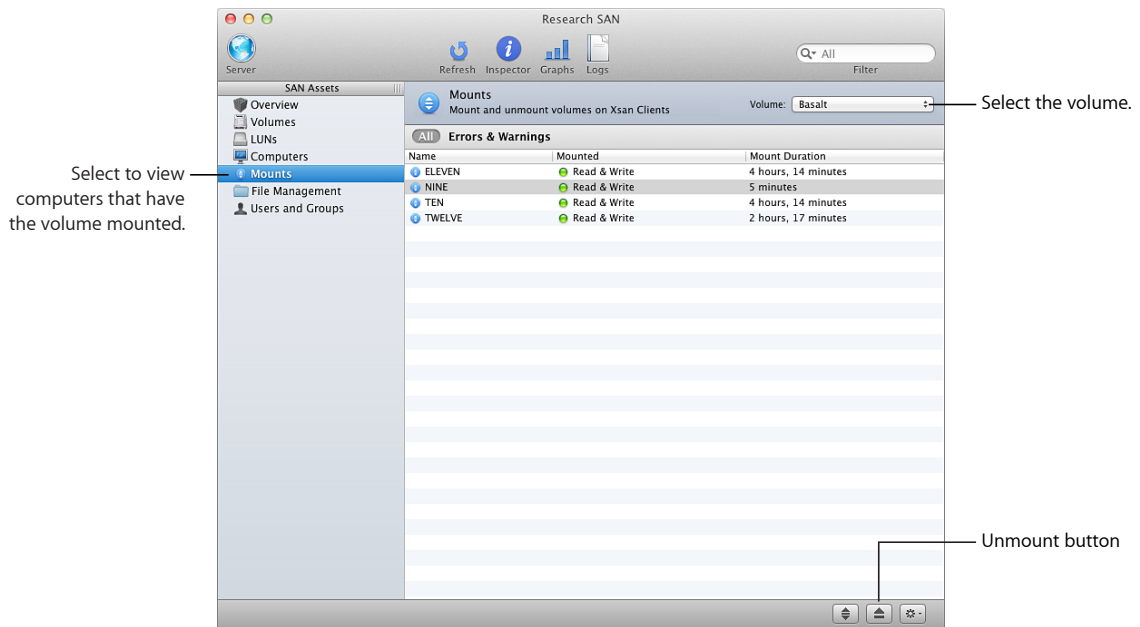 Research SAN
Server
Refresh
Inspector
Graphs
Logs
All
Filter
SAN Assets
Overview
Volumes
LUNs
Computers
Mounts
File Management
Users and Groups
Mounts
Mount and unmount volumes on Xsan Clients
Volume: Basalt
All Errors & Warnings
Name Mounted Mount Duration
ELEVEN Read & Write 4 hours, 14 minutes
NINE Read & Write 5 minutes
TEN Read & Write 4 hours, 14 minutes
TWELVE Read & Write 2 hours, 17 minutes
Select the volume.
Select to view
computers that have
the volume mounted.
Unmount button